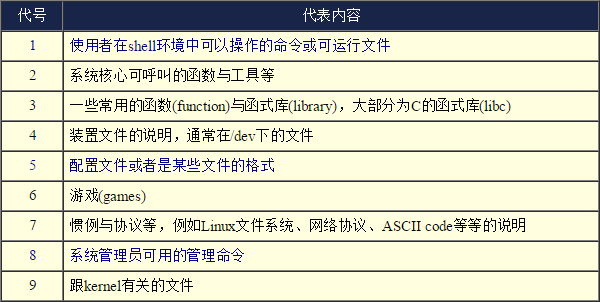 代号 代表内容
1 使用者在shell环境中可以操作的命令或可运行文件
2 系统核心可呼叫的函数与工具等
3 一些常用的函数(function)与函式库(library)，大部分为C的函式库(libc)
4 装置文件的说明，通常在/dev下的文件
5 配置文件或者是某些文件的格式
6 游戏(games)
7 惯例与协议等，例如Linux文件系统、网络协议、ASCII code等等的说明
8 系统管理员可用的管理命令
9 跟kernel有关的文件